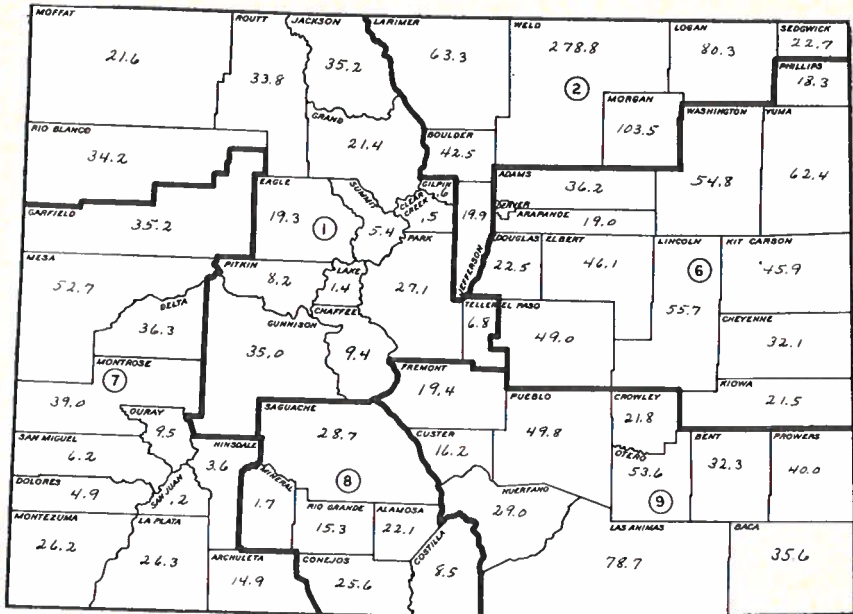 MOFFAT
21.6
ROUTT
33.8
JACKSON
35.2
LARIMER
63.3
WELD
278.8
LOGAN
80.3
SEDGWICK
22.7
PHILLIPS
18.3
②
MORGAN
103.5
WASHINGTON
54.8
YUMA
62.4
RIO BLANCO
34.2
GRAND
21.4
BOULDER
42.5
GILPIN
.6
CLEAR CREEK
.5
ADAMS
36.2
DENVER
ARAPAHOE
19.0
GARFIELD
35.2
EAGLE
19.3
①
SUMMIT
5.4
JEFFERSON
19.9
PARK
27.1
DOUGLAS
22.5
ELBERT
46.1
LINCOLN
55.7
⑥
KIT CARSON
45.9
MESA
52.7
PITKIN
8.2
LAKE
1.4
DELTA
36.3
GUNNISON
35.0
CHAFFEE
9.4
TELLER
6.8
EL PASO
49.0
CHEYENNE
32.1
MONTROSE
39.0
⑦
FREMONT
19.4
KIOWA
21.5
OURAY
9.5
SAGUACHE
28.7
⑧
CUSTER
16.2
PUEBLO
49.8
CROWLEY
21.8
OTERO
53.6
⑨
BENT
32.3
PROWERS
40.0
SAN MIGUEL
6.2
HINSDALE
3.6
DOLORES
4.9
SAN JUAN
.2
MINERAL
1.7
RIO GRANDE
15.3
ALAMOSA
22.1
HUERFANO
29.0
MONTEZUMA
26.2
LA PLATA
26.3
ARCHULETA
14.9
CONEJOS
25.6
COSTILLA
8.5
LAS ANIMAS
78.7
BACA
35.6